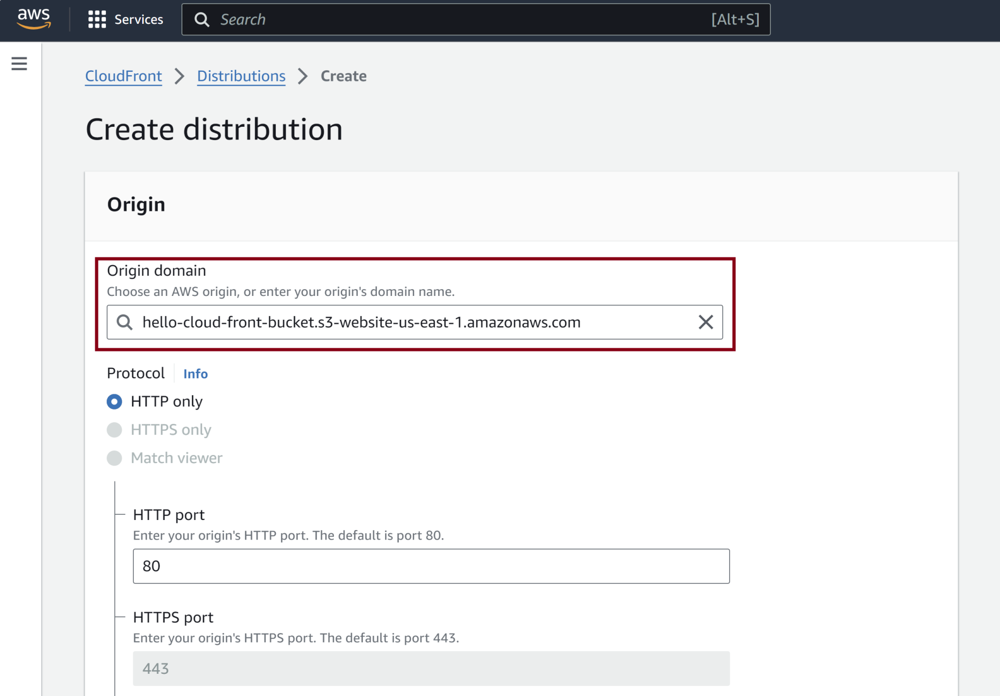 aws Services Search [Alt+S]
CloudFront Distributions Create
Create distribution
Origin
Origin domain
Choose an AWS origin, or enter your origin's domain name.
hello-cloud-front-bucket.s3-website-us-east-1.amazonaws.com
Protocol Info
HTTP only
HTTPS only
Match viewer
HTTP port
Enter your origin's HTTP port. The default is port 80.
80
HTTPS port
Enter your origin's HTTPS port. The default is port 443.
443